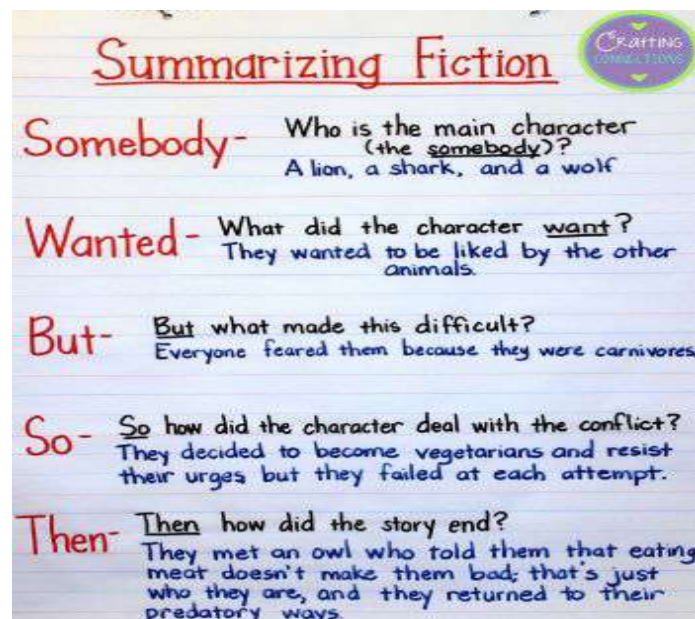 CRAFTING
CONNECTIONS
Summarizing Fiction
Somebody- Who is the main character
(the somebody)?
A lion, a shark, and a wolf
Wanted- What did the character want?
They wanted to be liked by the other
animals.
But- But what made this difficult?
Everyone feared them because they were carnivores
So- So how did the character deal with the conflict?
They decided to become vegetarians and resist
their urges but they failed at each attempt.
Then- Then how did the story end?
They met an owl who told them that eating
meat doesn't make them bad; that's just
who they are, and they returned to their
predatory ways.